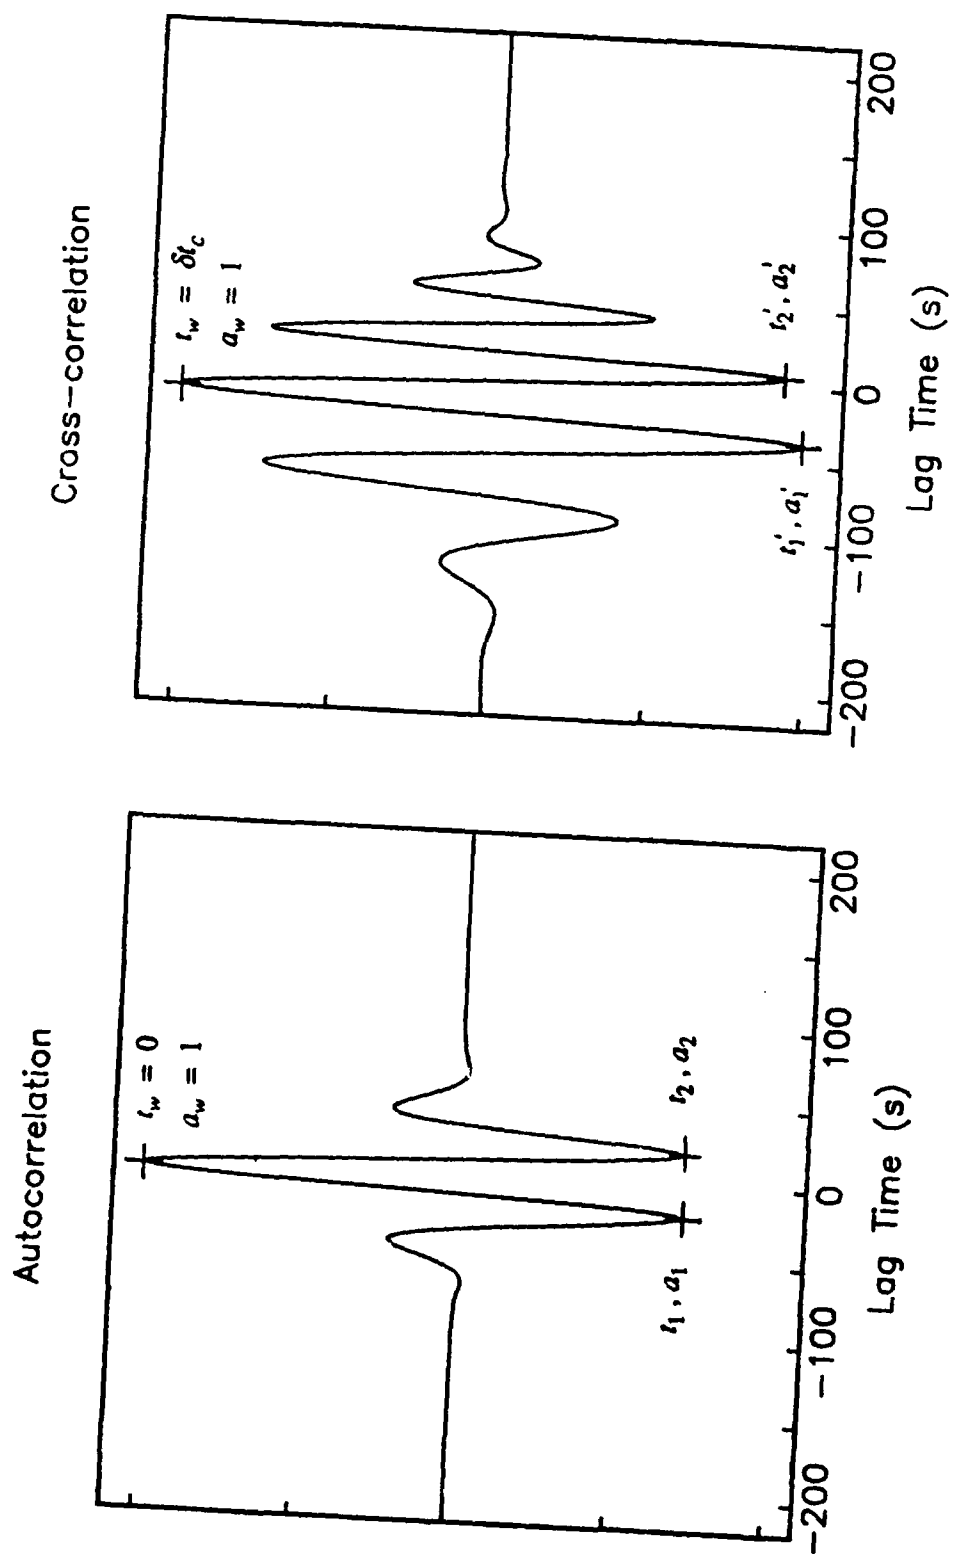 Cross−correlation
t_w = δt_c
a_w = 1
t_1', a_1'
t_2', a_2'
−200
−100
0
100
200
Lag Time (s)
Autocorrelation
t_w = 0
a_w = 1
t_1, a_1
t_2, a_2
−200
−100
0
100
200
Lag Time (s)